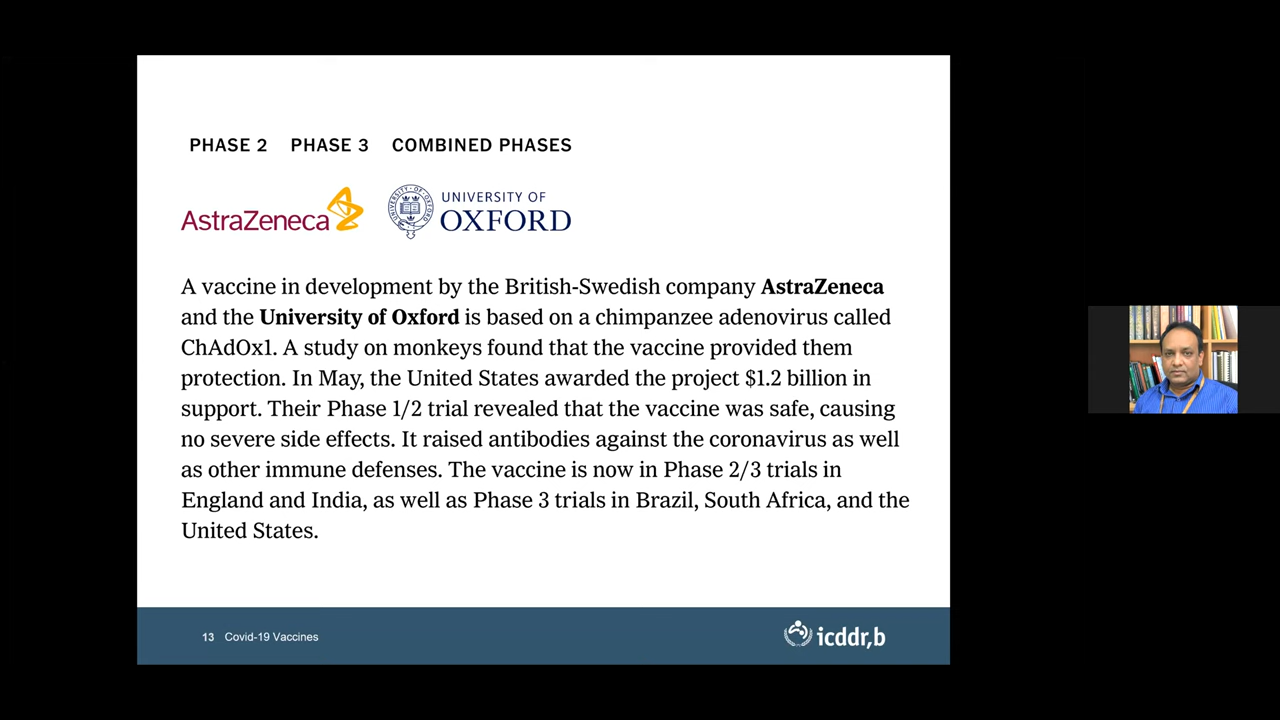 PHASE 2 PHASE 3 COMBINED PHASES
AstraZeneca
UNIVERSITY OF
OXFORD
A vaccine in development by the British-Swedish company AstraZeneca
and the University of Oxford is based on a chimpanzee adenovirus called
ChAdOx1. A study on monkeys found that the vaccine provided them
protection. In May, the United States awarded the project $1.2 billion in
support. Their Phase 1/2 trial revealed that the vaccine was safe, causing
no severe side effects. It raised antibodies against the coronavirus as well
as other immune defenses. The vaccine is now in Phase 2/3 trials in
England and India, as well as Phase 3 trials in Brazil, South Africa, and the
United States.
13 Covid-19 Vaccines
icddr,b